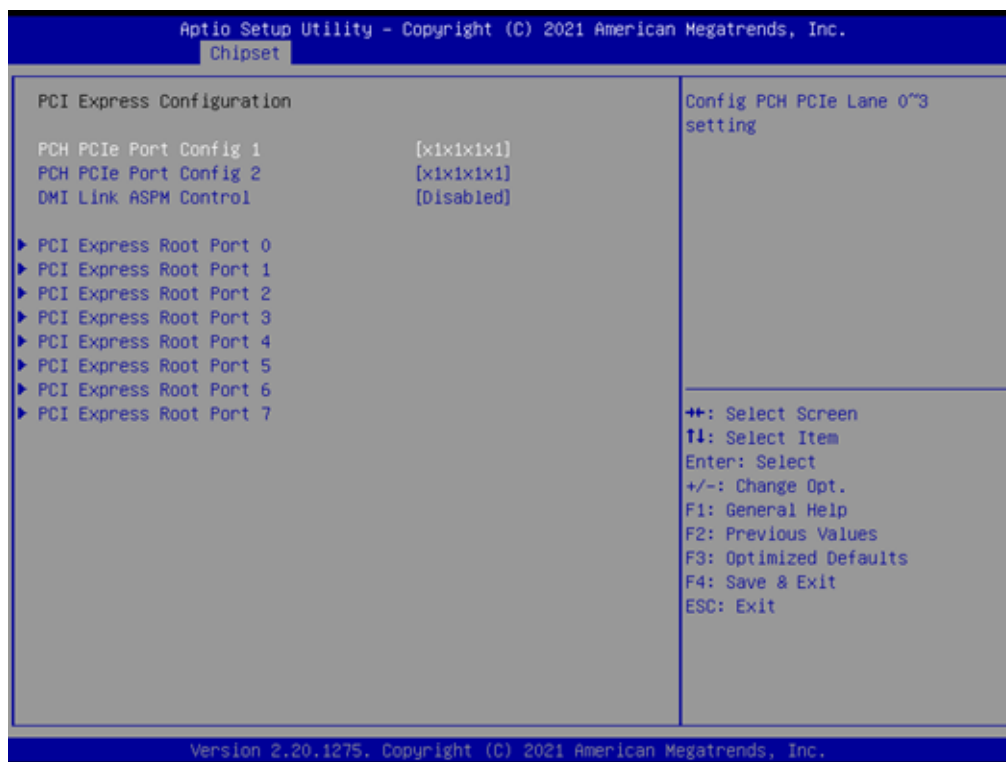 Aptio Setup Utility – Copyright (C) 2021 American Megatrends, Inc.
Chipset
PCI Express Configuration
PCH PCIe Port Config 1 [x1x1x1x1]
PCH PCIe Port Config 2 [x1x1x1x1]
DMI Link ASPM Control [Disabled]
▶ PCI Express Root Port 0
▶ PCI Express Root Port 1
▶ PCI Express Root Port 2
▶ PCI Express Root Port 3
▶ PCI Express Root Port 4
▶ PCI Express Root Port 5
▶ PCI Express Root Port 6
▶ PCI Express Root Port 7
Config PCH PCIe Lane 0~3
setting
→←: Select Screen
↑↓: Select Item
Enter: Select
+/-: Change Opt.
F1: General Help
F2: Previous Values
F3: Optimized Defaults
F4: Save & Exit
ESC: Exit
Version 2.20.1275. Copyright (C) 2021 American Megatrends, Inc.